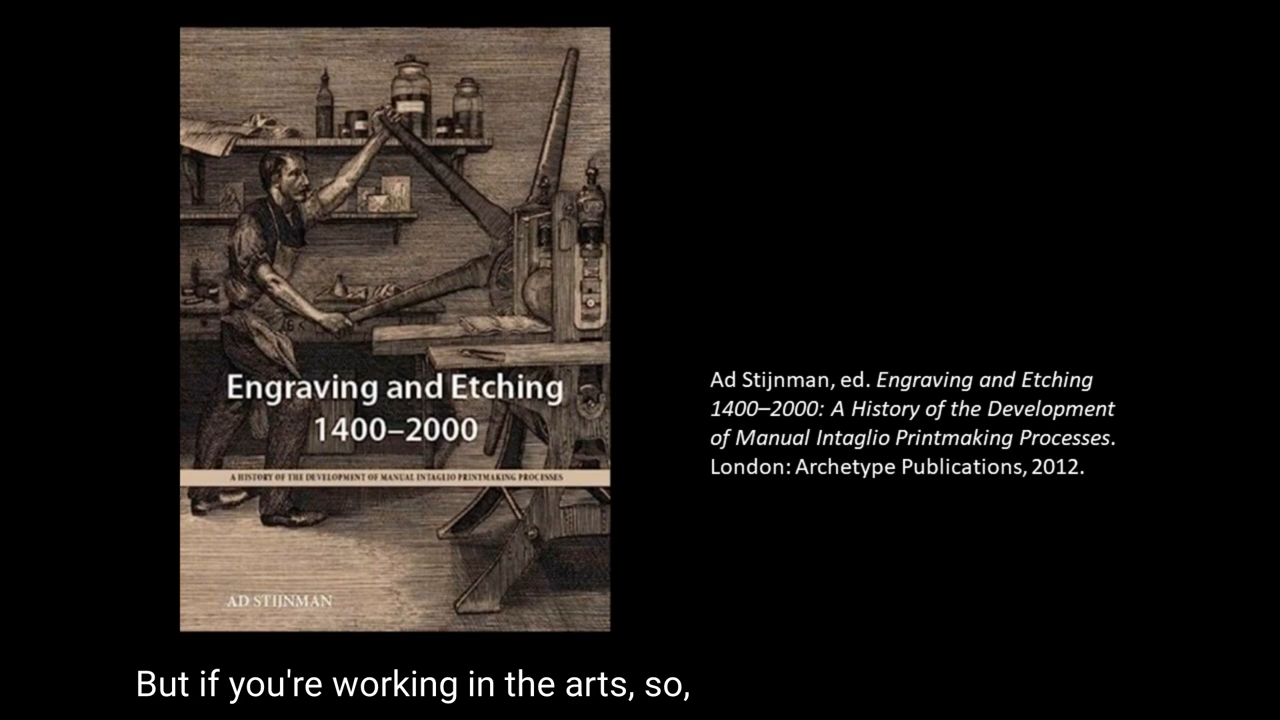 Engraving and Etching
1400–2000
A HISTORY OF THE DEVELOPMENT OF MANUAL INTAGLIO PRINTMAKING PROCESSES
AD STIJNMAN
Ad Stijnman, ed. Engraving and Etching
1400–2000: A History of the Development
of Manual Intaglio Printmaking Processes.
London: Archetype Publications, 2012.
But if you're working in the arts, so,